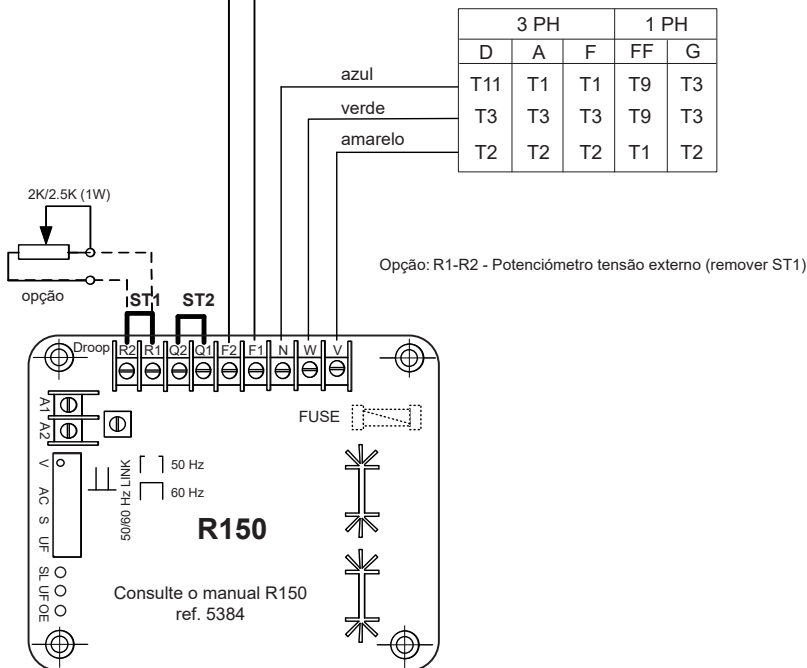 3 PH 1 PH
D A F FF G
azul T11 T1 T1 T9 T3
verde T3 T3 T3 T9 T3
amarelo T2 T2 T2 T1 T2
2K/2.5K (1W)
opção
Opção: R1-R2 - Potenciómetro tensão externo (remover ST1)
ST1 ST2
Droop R2 R1 Q2 Q1 F2 F1 N W V
A1
A2
FUSE
V
AC
S
UF
50/60 Hz LINK
50 Hz
60 Hz
R150
SL
UF
OE
Consulte o manual R150
ref. 5384